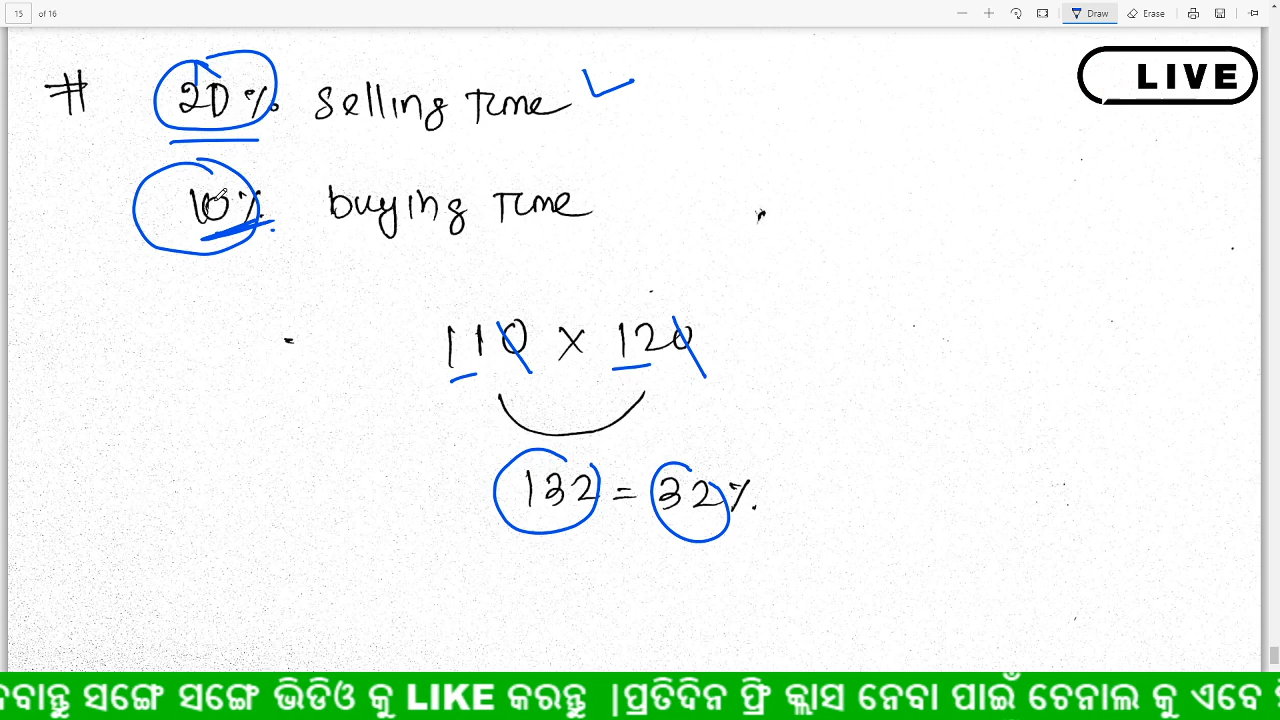 15 of 16
Draw
Erase
LIVE
# 20% selling Time
10% buying Time
110 x 120
132 = 32%.
ନବାନ୍ତୁ ସଙ୍ଗେ ସଙ୍ଗେ ଭିଡିଓ କୁ LIKE କରନ୍ତୁ |ପ୍ରତିଦିନ ଫ୍ରି କ୍ଲାସ ନେବା ପାଇଁ ଚେନାଲ କୁ ଏବେ